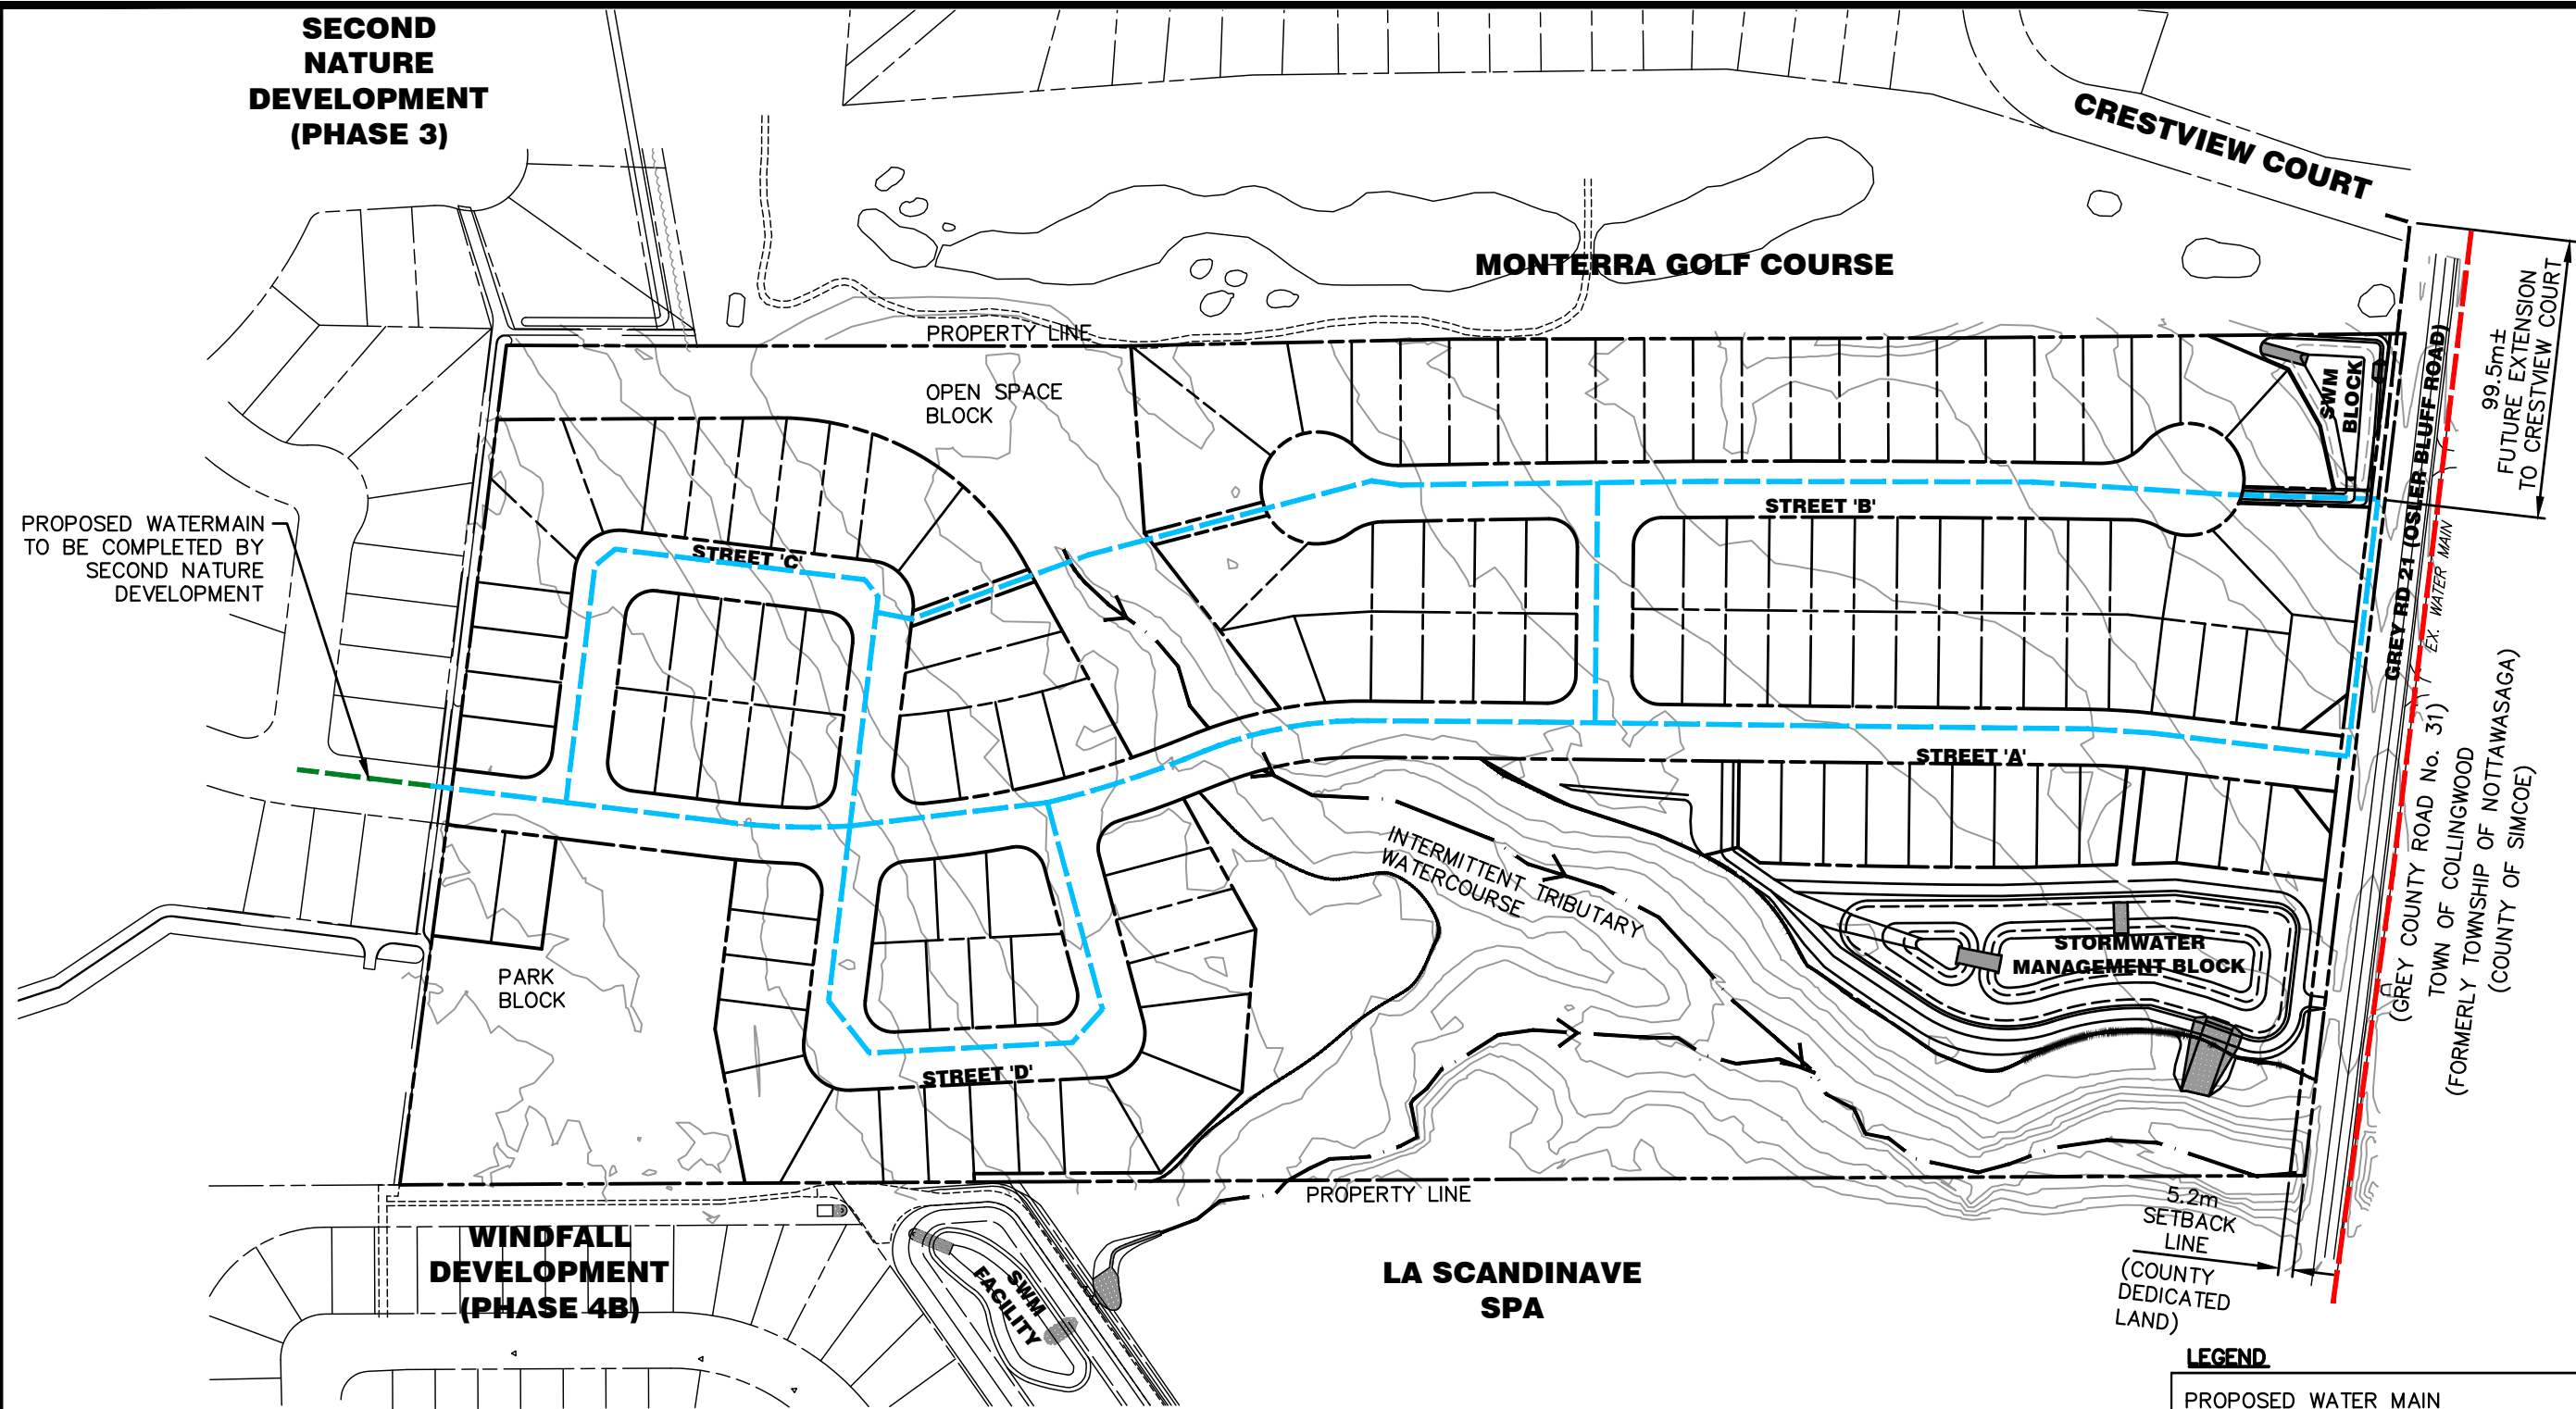 SECOND
NATURE
DEVELOPMENT
(PHASE 3)
CRESTVIEW COURT
MONTERRA GOLF COURSE
PROPERTY LINE
OPEN SPACE
BLOCK
SWM
BLOCK
99.5m±
FUTURE EXTENSION
TO CRESTVIEW COURT
GREY RD 21 (OSLER BLUFF ROAD)
EX. WATER MAIN
PROPOSED WATERMAIN
TO BE COMPLETED BY
SECOND NATURE
DEVELOPMENT
STREET 'B'
STREET 'C'
STREET 'A'
(GREY COUNTY ROAD No. 31)
TOWN OF COLLINGWOOD
(FORMERLY TOWNSHIP OF NOTTAWASAGA)
(COUNTY OF SIMCOE)
INTERMITTENT TRIBUTARY
WATERCOURSE
STORMWATER
MANAGEMENT BLOCK
PARK
BLOCK
STREET 'D'
PROPERTY LINE
5.2m
SETBACK
LINE
(COUNTY
DEDICATED
LAND)
WINDFALL
DEVELOPMENT
(PHASE 4B)
SWM
FACILITY
LA SCANDINAVE
SPA
LEGEND
PROPOSED WATER MAIN